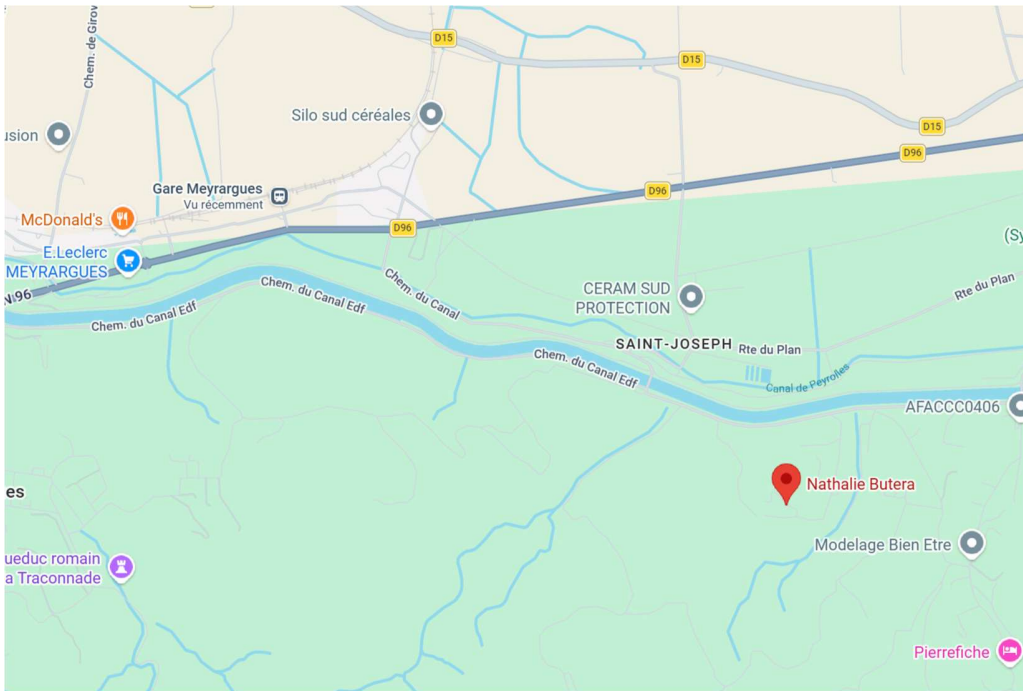 Chem. de Girov
D15
D15
Silo sud céréales
usion
D15
D96
Gare Meyrargues
Vu récemment
D96
McDonald's
D96
(Sy
E.Leclerc
MEYRARGUES
N 96
Chem. du Canal
Rte du Plan
Chem. du Canal Edf
CERAM SUD
PROTECTION
Chem. du Canal Edf
SAINT-JOSEPH
Rte du Plan
Chem. du Canal Edf
Canal de Peyrolles
AFACCC0406
es
Nathalie Butera
Modelage Bien Etre
ueduc romain
a Traconnade
Pierrefiche